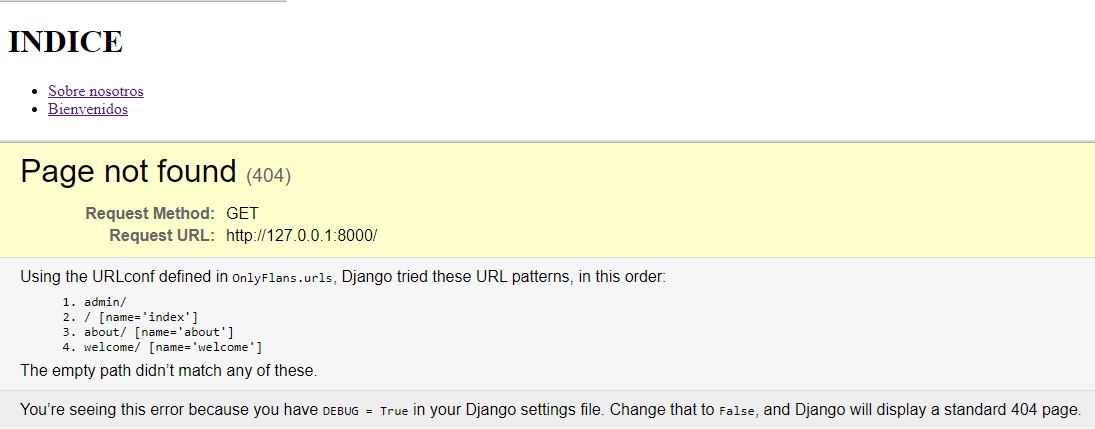 INDICE
• Sobre nosotros
• Bienvenidos
Page not found (404)
Request Method: GET
Request URL: http://127.0.0.1:8000/
Using the URLconf defined in OnlyFlans.urls, Django tried these URL patterns, in this order:
1. admin/
2. / [name='index']
3. about/ [name='about']
4. welcome/ [name='welcome']
The empty path didn't match any of these.
You're seeing this error because you have DEBUG = True in your Django settings file. Change that to False, and Django will display a standard 404 page.